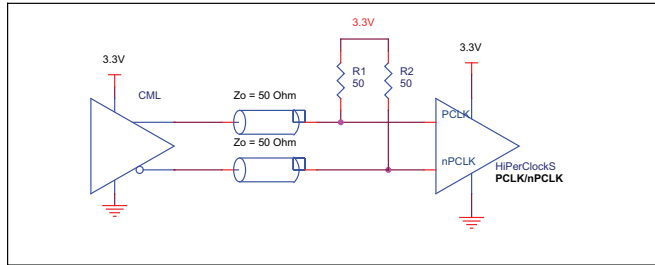 3.3V
3.3V
3.3V
R1
50
R2
50
CML
Zo = 50 Ohm
PCLK
Zo = 50 Ohm
nPCLK
HiPerClockS
PCLK/nPCLK